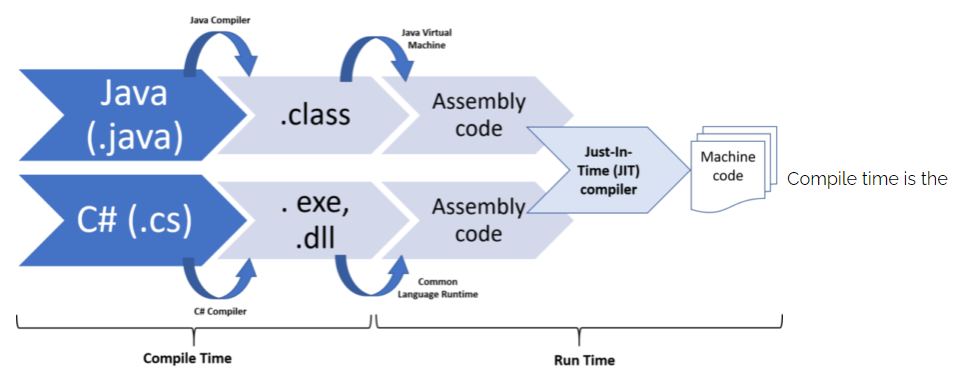 Java Compiler
Java Virtual
Machine
Java
(.java)
.class
Assembly
code
Just-In-
Time (JIT)
compiler
Machine
code
Compile time is the
C# (.cs)
. exe,
.dll
Assembly
code
Common
Language Runtime
C# Compiler
Compile Time
Run Time